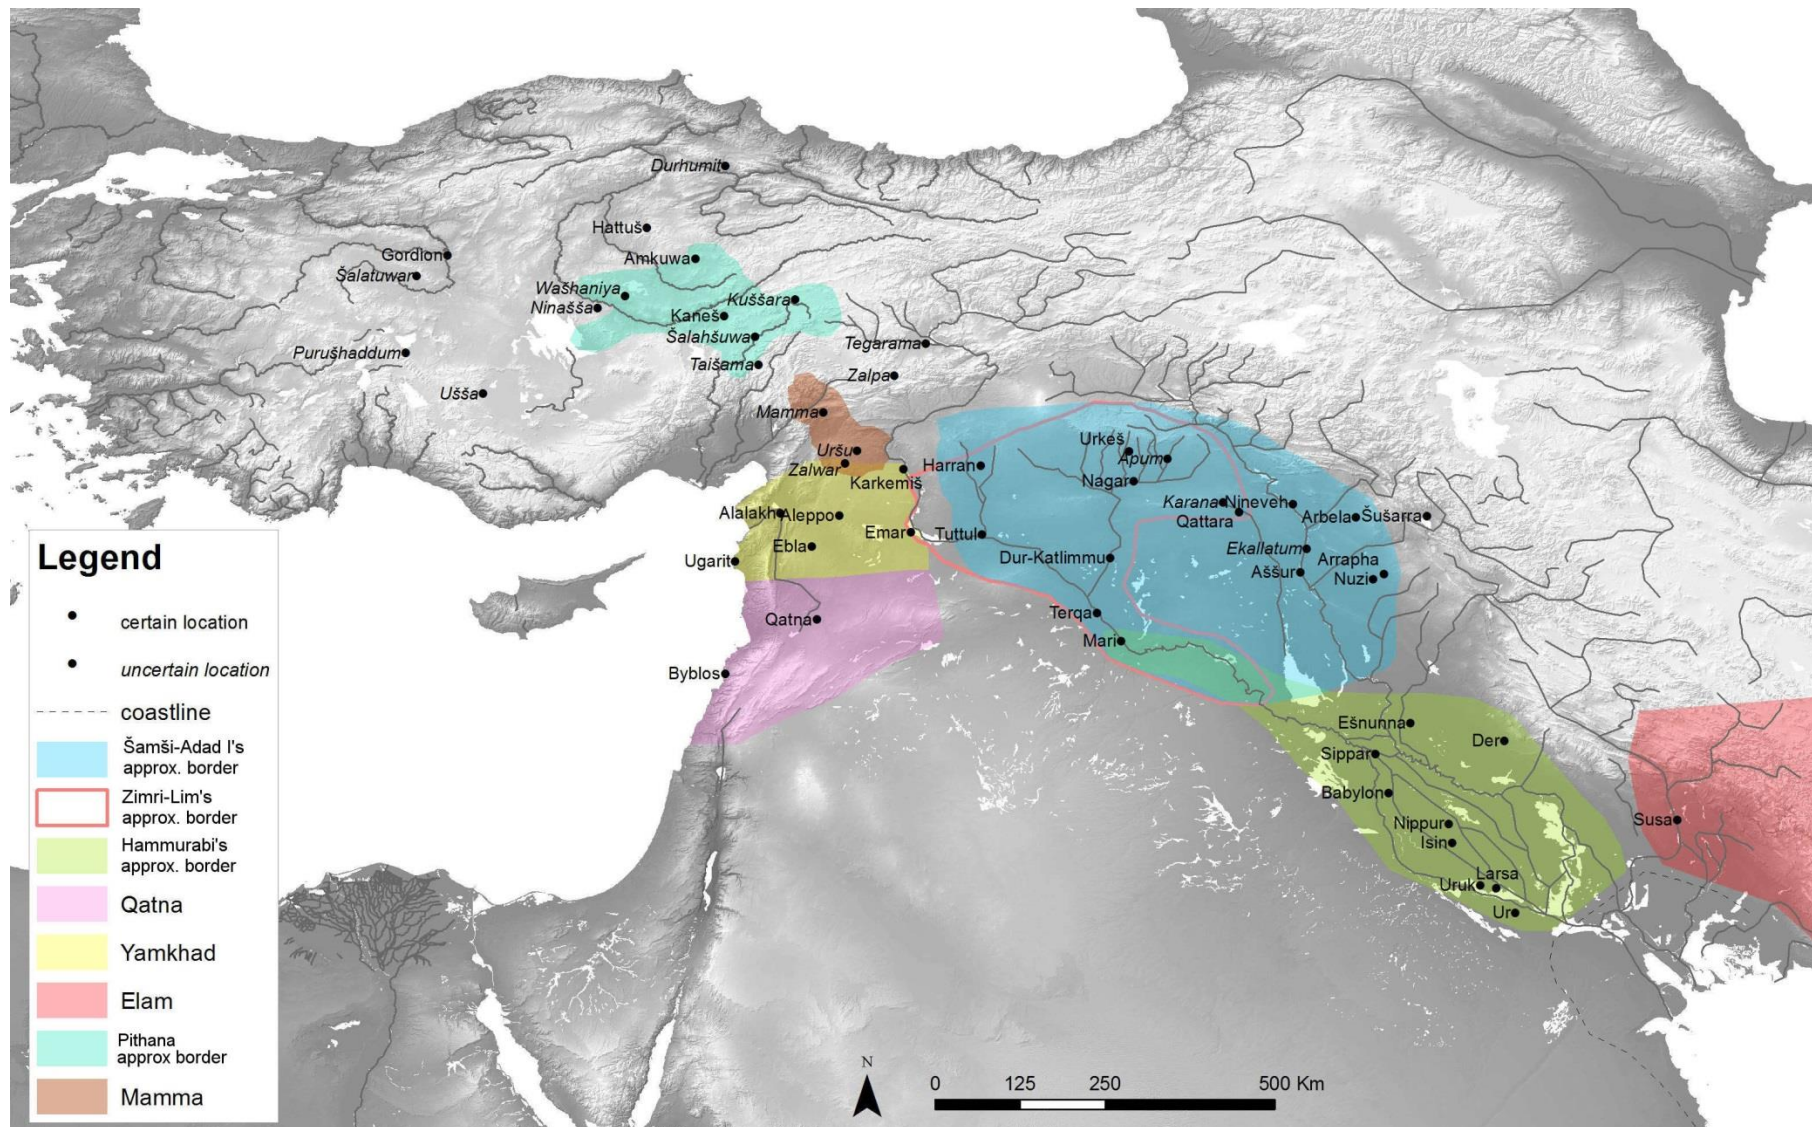 Durhumit
Hattuš
Gordion
Amkuwa
Šalatuwar
Wašhaniya
Kuššara
Ninašša
Kaneš
Šalahšuwa
Purušhaddum
Tegarama
Taišama
Zalpa
Ušša
Mamma
Urkeš
Uršu
Apum
Zalwar
Harran
Karkemiš
Nagar
Karana
Nineveh
Alalakh
Aleppo
Qattara
Arbela
Šušarra
Emar
Tuttul
Ebla
Ekallatum
Ugarit
Dur-Katlimmu
Arrapha
Aššur
Nuzi
Qatna
Terqa
Mari
Byblos
Ešnunna
Der
Sippar
Babylon
Susa
Nippur
Isin
Larsa
Uruk
Ur
Legend
certain location
uncertain location
coastline
Šamši-Adad I's
approx. border
Zimri-Lim's
approx. border
Hammurabi's
approx. border
Qatna
Yamkhad
Elam
Pithana
approx border
Mamma
N
0 125 250 500 Km